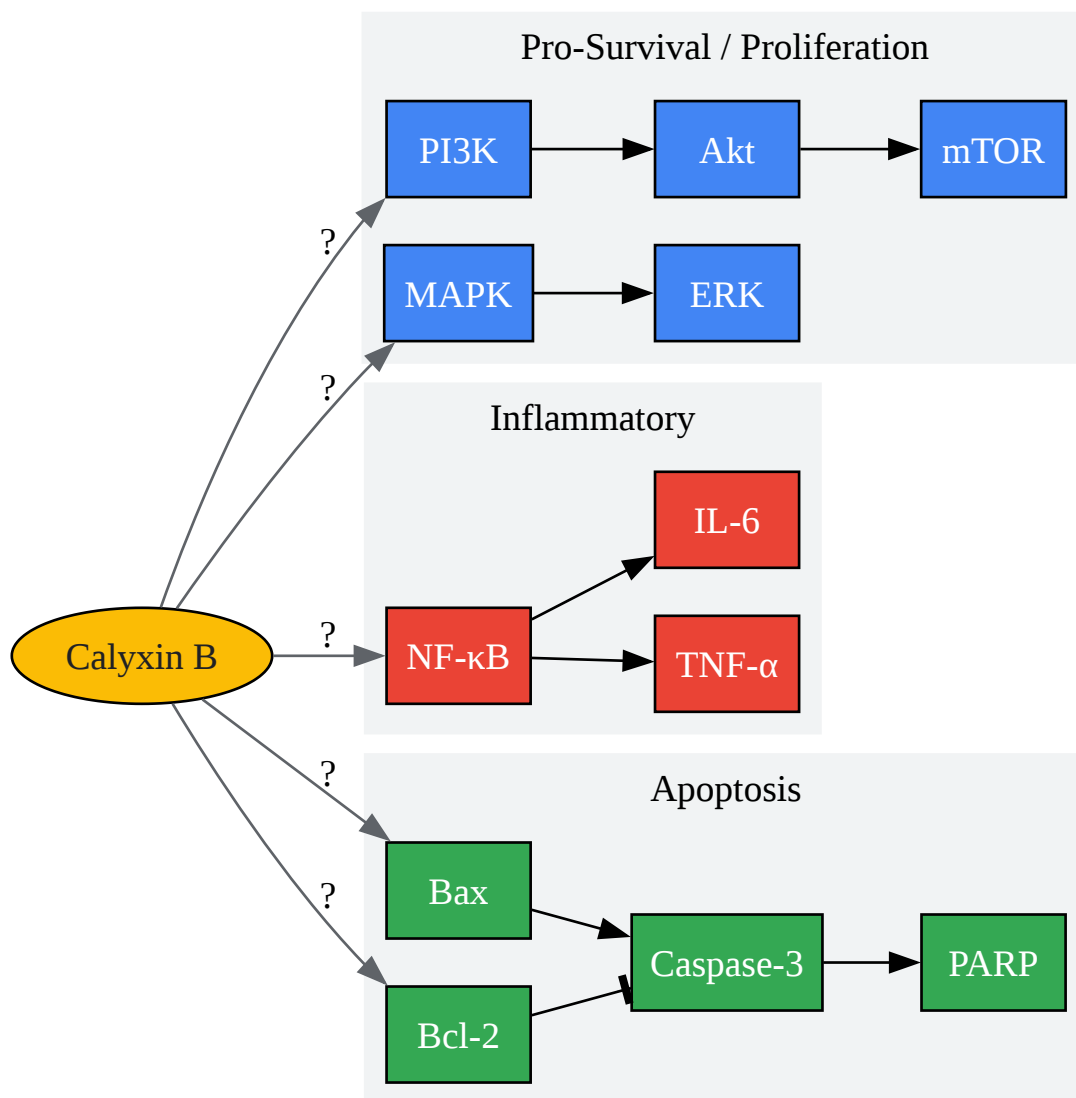 Pro-Survival / Proliferation
PI3K
Akt
mTOR
?
MAPK
ERK
?
Inflammatory
IL-6
Calyxin B
?
NF-κB
TNF-α
?
Apoptosis
Bax
?
Caspase-3
PARP
Bcl-2